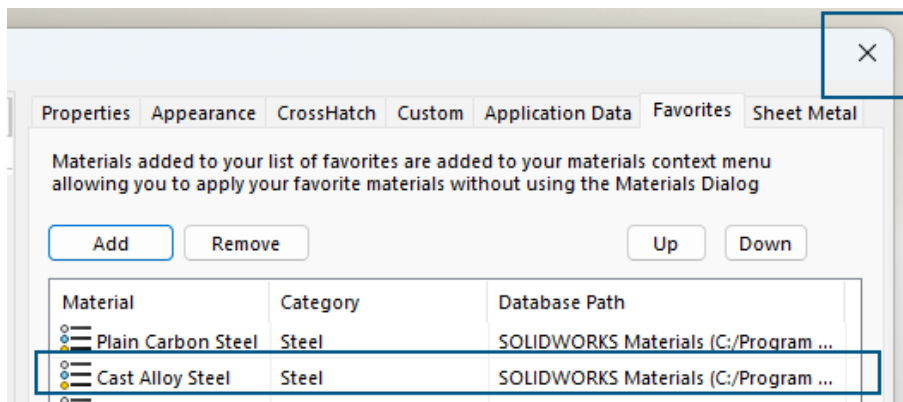 Properties Appearance CrossHatch Custom Application Data Favorites Sheet Metal
Materials added to your list of favorites are added to your materials context menu
allowing you to apply your favorite materials without using the Materials Dialog
Add Remove Up Down
Material Category Database Path
Plain Carbon Steel Steel SOLIDWORKS Materials (C:/Program ...
Cast Alloy Steel Steel SOLIDWORKS Materials (C:/Program ...